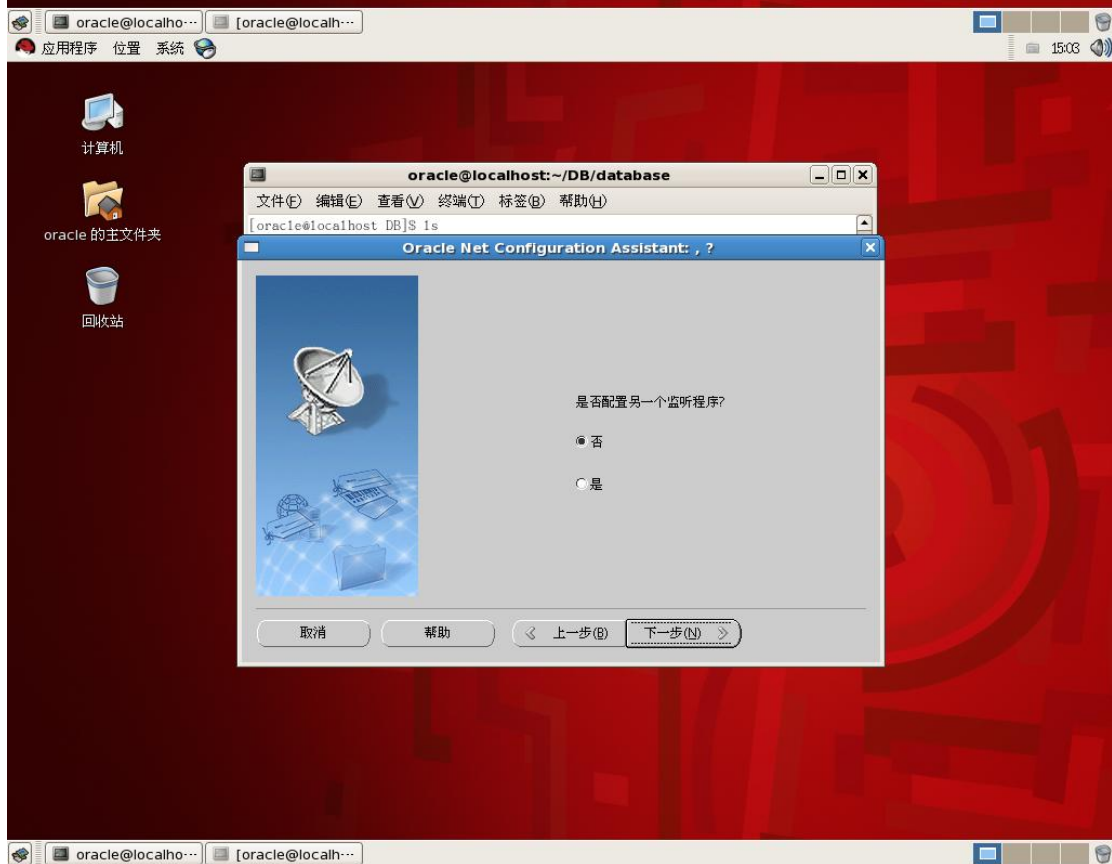 oracle@localho··· [oracle@localh···
应用程序 位置 系统 15:03
计算机
oracle 的主文件夹
回收站
oracle@localhost:~/DB/database
文件(F) 编辑(E) 查看(V) 终端(T) 标签(B) 帮助(H)
[oracle@localhost DB]$ ls
Oracle Net Configuration Assistant: , ?
是否配置另一个监听程序?
否
是
取消 帮助 上一步(B) 下一步(N)
oracle@localho··· [oracle@localh···